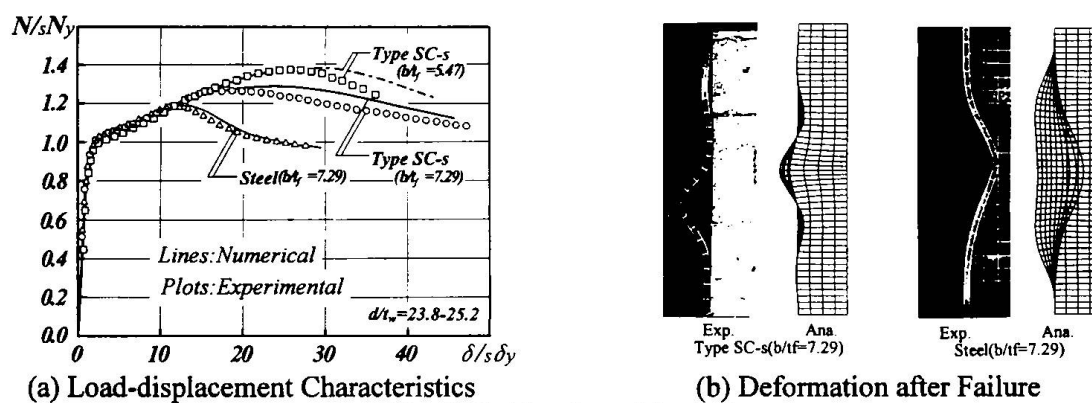 N/sNy
1.4
1.2
1.0
0.8
0.6
0.4
0.2
0.0
0
10
20
30
40
δ/sδy
Type SC-s
(b/tf =5.47)
Type SC-s
(b/tf =7.29)
Steel(b/tf =7.29)
Lines:Numerical
Plots:Experimental
d/tw=23.8-25.2
(a) Load-displacement Characteristics
Exp. Ana.
Type SC-s(b/tf=7.29)
Exp. Ana.
Steel(b/tf=7.29)
(b) Deformation after Failure